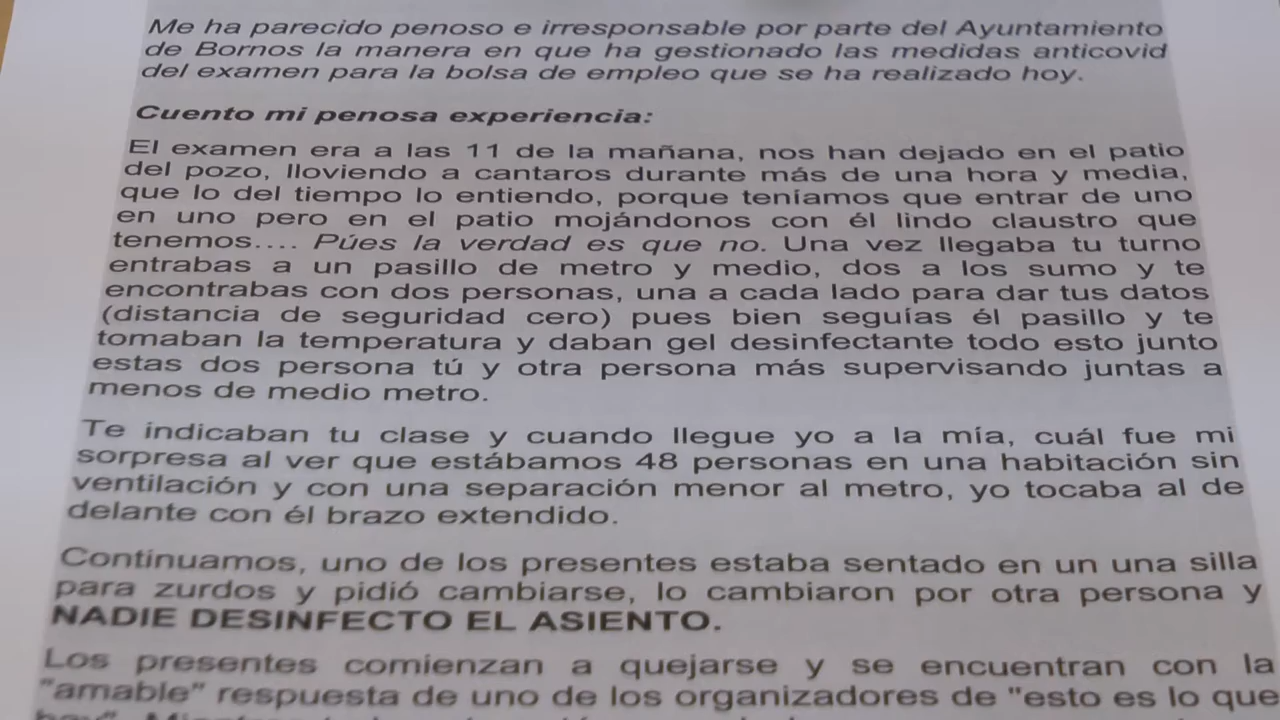 Me ha parecido penoso e irresponsable por parte del Ayuntamiento
de Bornos la manera en que ha gestionado las medidas anticovid
del examen para la bolsa de empleo que se ha realizado hoy.
Cuento mi penosa experiencia:
El examen era a las 11 de la mañana, nos han dejado en el patio
del pozo, lloviendo a cantaros durante más de una hora y media,
que lo del tiempo lo entiendo, porque teníamos que entrar de uno
en uno pero en el patio mojándonos con él lindo claustro que
tenemos.... Púes la verdad es que no. Una vez llegaba tu turno
entrabas a un pasillo de metro y medio, dos a los sumo y te
encontrabas con dos personas, una a cada lado para dar tus datos
(distancia de seguridad cero) pues bien seguías él pasillo y te
tomaban la temperatura y daban gel desinfectante todo esto junto
estas dos persona tú y otra persona más supervisando juntas a
menos de medio metro.
Te indicaban tu clase y cuando llegue yo a la mía, cuál fue mi
sorpresa al ver que estábamos 48 personas en una habitación sin
ventilación y con una separación menor al metro, yo tocaba al de
delante con él brazo extendido.
Continuamos, uno de los presentes estaba sentado en un una silla
para zurdos y pidió cambiarse, lo cambiaron por otra persona y
NADIE DESINFECTO EL ASIENTO.
Los presentes comienzan a quejarse y se encuentran con la
"amable" respuesta de uno de los organizadores de "esto es lo que